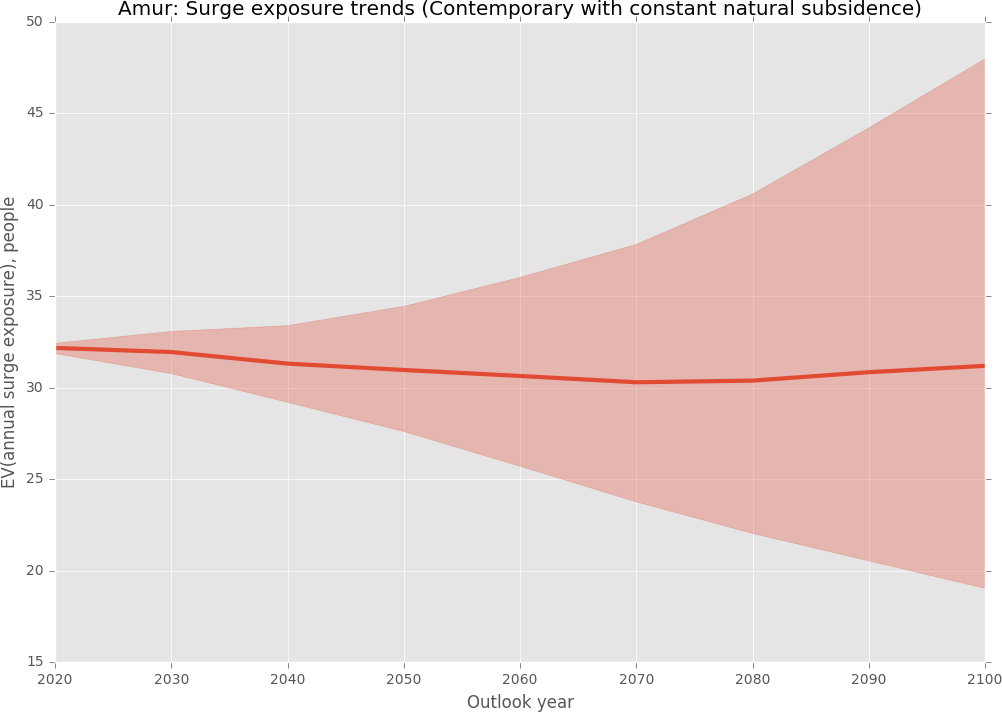 Amur: Surge exposure trends (Contemporary with constant natural subsidence)
EV(annual surge exposure), people
50
45
40
35
30
25
20
15
2020 2030 2040 2050 2060 2070 2080 2090 2100
Outlook year